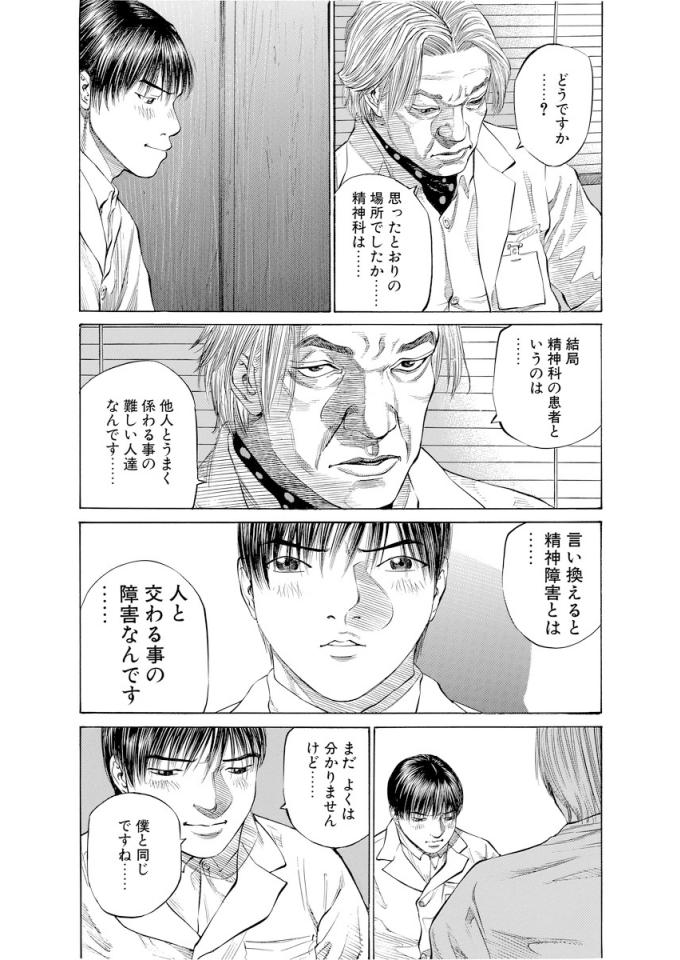 どうですか
……？
思ったとおりの
場所でしたか……
精神科は……
結局
精神科の患者と
いうのは
……
他人とうまく
係わる事の
難しい人達
なんです……
言い換えると
精神障害とは
……
人と
交わる事の
障害なんです
……
まだ よくは
分かりません
けど……
僕と同じ
ですね……